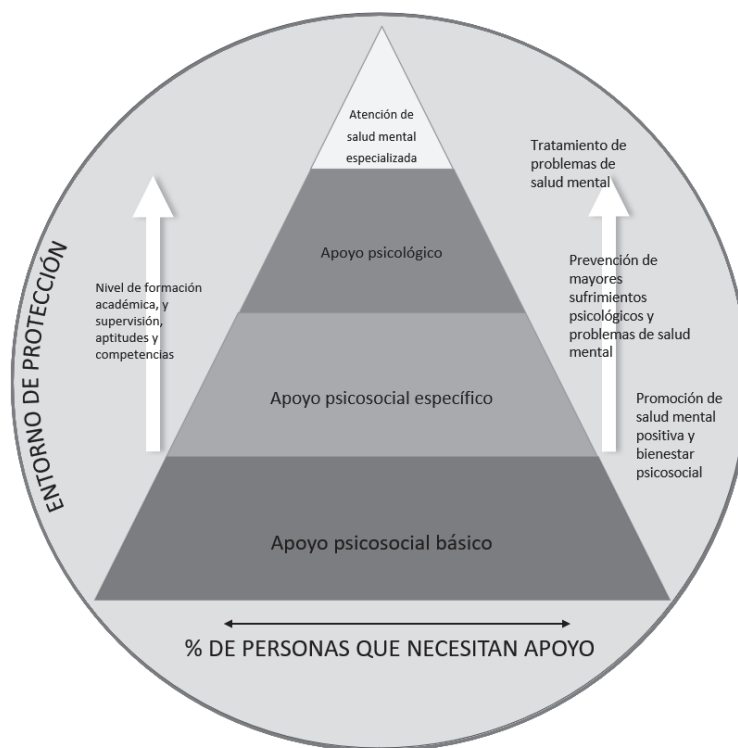 Atención de
salud mental
especializada
Apoyo psicológico
Apoyo psicosocial específico
Apoyo psicosocial básico
ENTORNO DE PROTECCIÓN
Nivel de formación
académica, y
supervisión,
aptitudes y
competencias
Tratamiento de
problemas de
salud mental
Prevención de
mayores
sufrimientos
psicológicos y
problemas de salud
mental
Promoción de
salud mental
positiva y
bienestar
psicosocial
% DE PERSONAS QUE NECESITAN APOYO